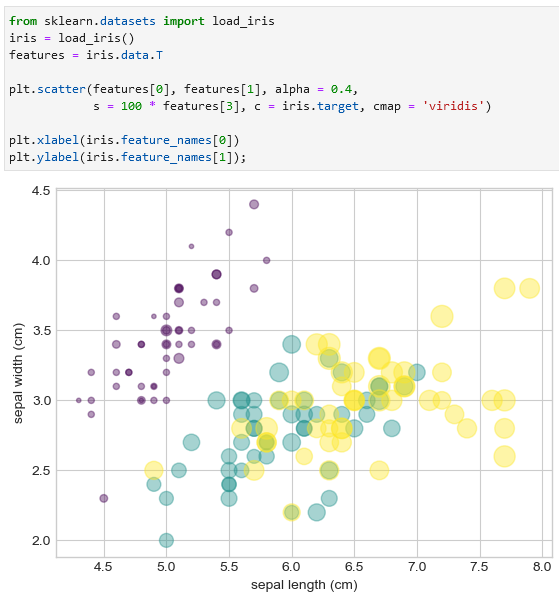 from sklearn.datasets import load_iris
iris = load_iris()
features = iris.data.T
plt.scatter(features[0], features[1], alpha = 0.4,
s = 100 * features[3], c = iris.target, cmap = 'viridis')
plt.xlabel(iris.feature_names[0])
plt.ylabel(iris.feature_names[1]);
4.5
4.0
3.5
3.0
2.5
2.0
sepal width (cm)
4.5 5.0 5.5 6.0 6.5 7.0 7.5 8.0
sepal length (cm)